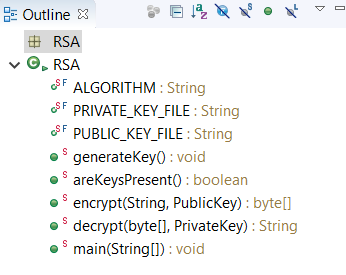 Outline
RSA
RSA
ALGORITHM : String
PRIVATE_KEY_FILE : String
PUBLIC_KEY_FILE : String
generateKey() : void
areKeysPresent() : boolean
encrypt(String, PublicKey) : byte[]
decrypt(byte[], PrivateKey) : String
main(String[]) : void